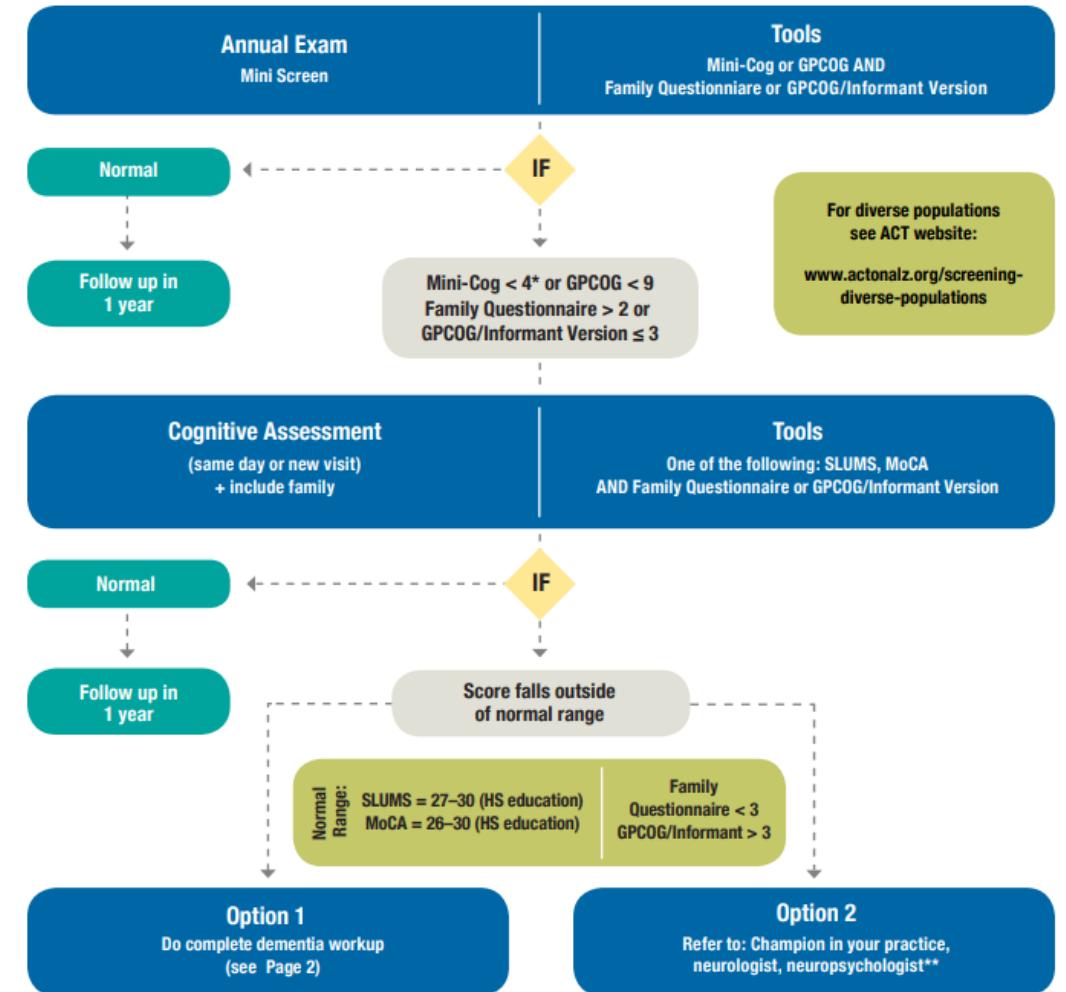 Annual Exam
Mini Screen
Tools
Mini-Cog or GPCOG AND
Family Questionniare or GPCOG/Informant Version
IF
Normal
Follow up in
1 year
For diverse populations
see ACT website:
www.actonalz.org/screening-
diverse-populations
Mini-Cog < 4* or GPCOG < 9
Family Questionnaire > 2 or
GPCOG/Informant Version ≤ 3
Cognitive Assessment
(same day or new visit)
+ include family
Tools
One of the following: SLUMS, MoCA
AND Family Questionnaire or GPCOG/Informant Version
IF
Normal
Follow up in
1 year
Score falls outside
of normal range
Normal
Range:
SLUMS = 27–30 (HS education)
MoCA = 26–30 (HS education)
Family
Questionnaire < 3
GPCOG/Informant > 3
Option 1
Do complete dementia workup
(see Page 2)
Option 2
Refer to: Champion in your practice,
neurologist, neuropsychologist**